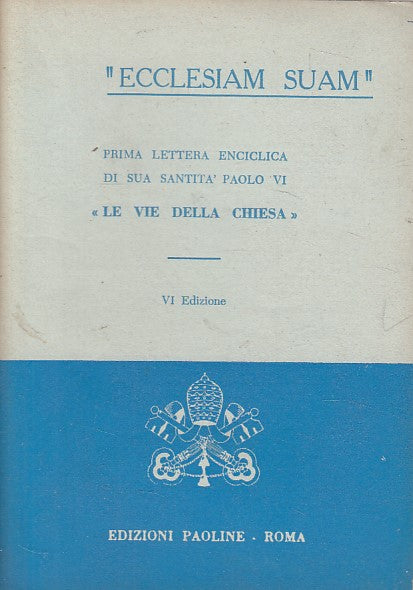 "ECCLESIAM SUAM"
PRIMA LETTERA ENCICLICA
DI SUA SANTITA' PAOLO VI
« LE VIE DELLA CHIESA »
VI Edizione
EDIZIONI PAOLINE - ROMA